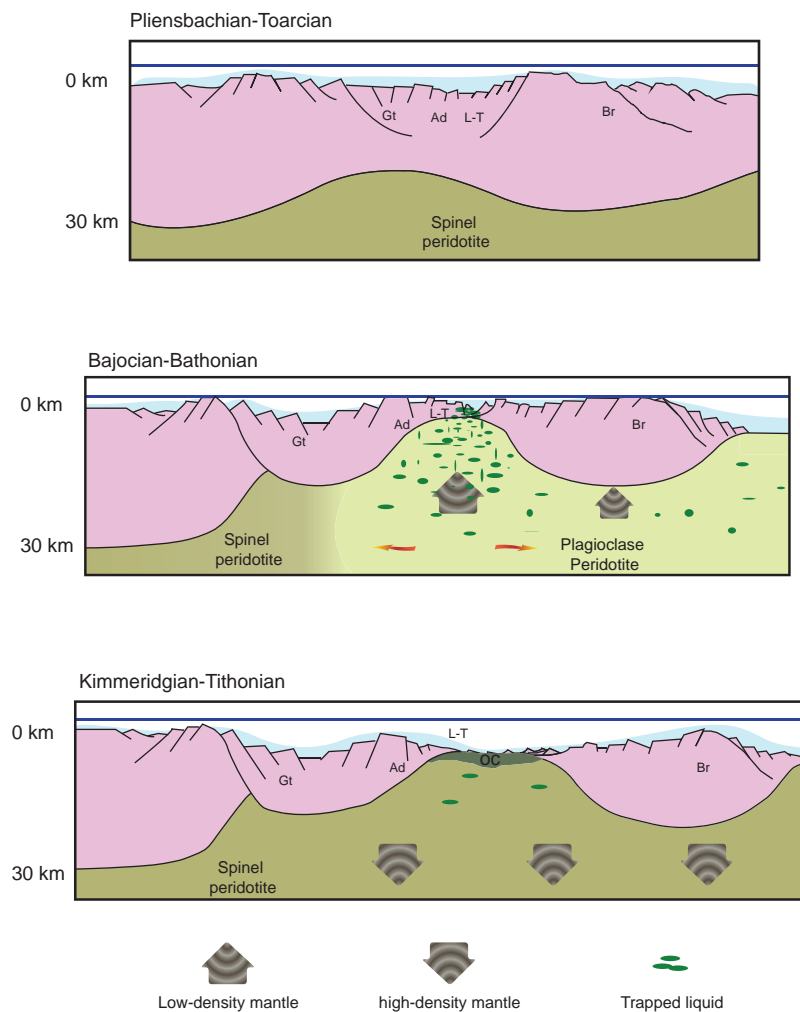 Pliensbachian-Toarcian
0 km
Gt
Ad
L-T
Br
30 km
Spinel
peridotite
Bajocian-Bathonian
0 km
L-T
Ad
Br
Gt
30 km
Spinel
peridotite
Plagioclase
Peridotite
Kimmeridgian-Tithonian
0 km
L-T
OC
Ad
Br
Gt
30 km
Spinel
peridotite
Low-density mantle
high-density mantle
Trapped liquid